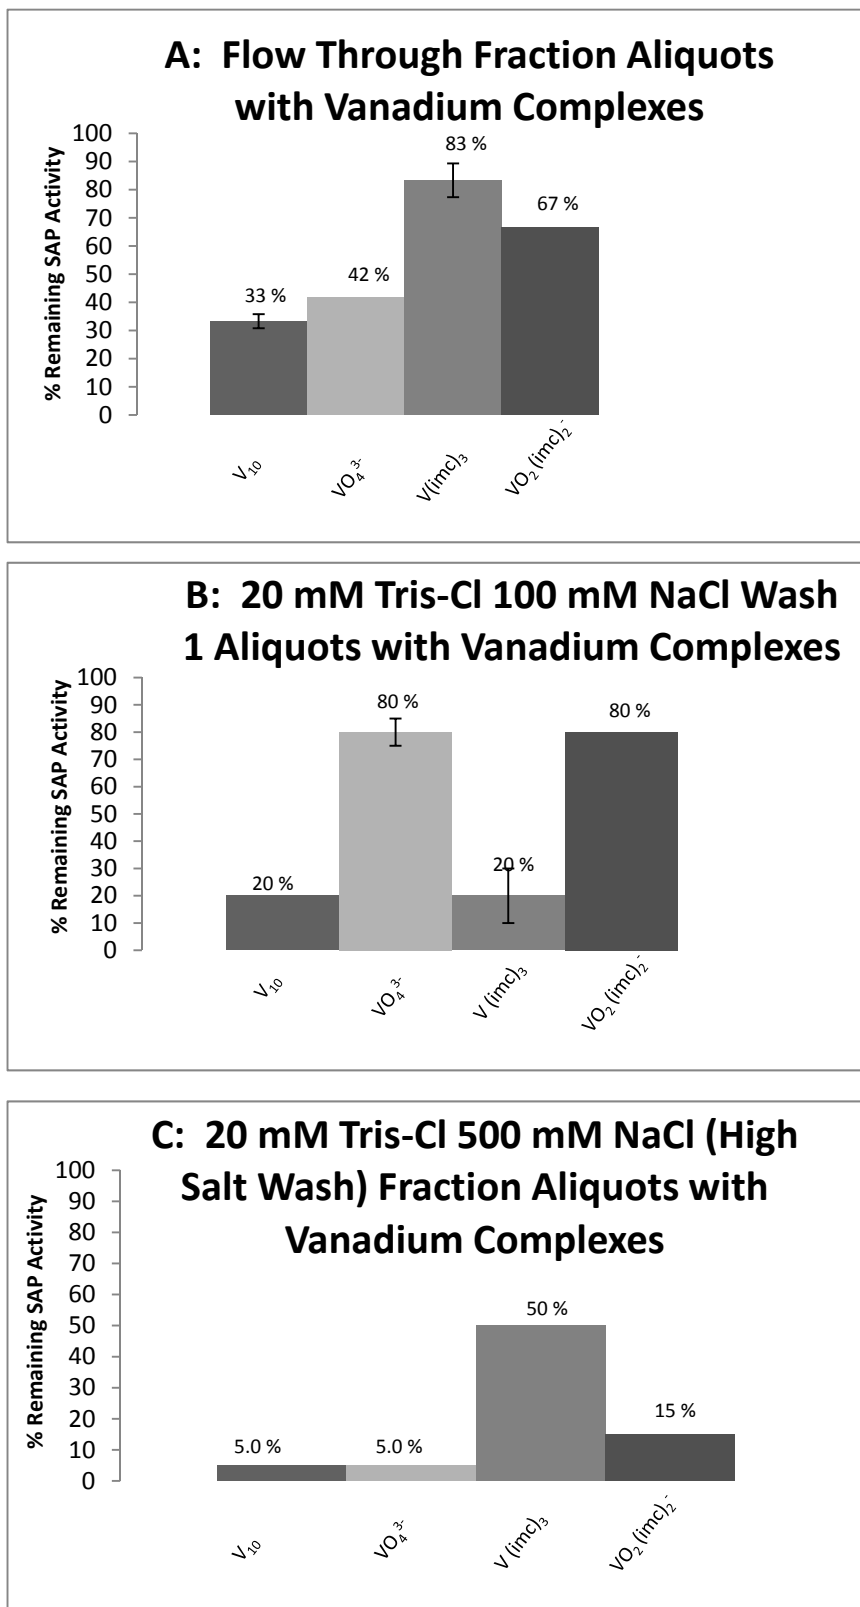 A:  Flow Through Fraction Aliquots
with Vanadium Complexes
% Remaining SAP Activity
100
90
80
70
60
50
40
30
20
10
0
33 %
42 %
83 %
67 %
V₁₀
VO₄³⁻
V(imc)₃
VO₂ (imc)₂⁻
B:  20 mM Tris-Cl 100 mM NaCl Wash
1 Aliquots with Vanadium Complexes
% Remaining SAP Activity
100
90
80
70
60
50
40
30
20
10
0
20 %
80 %
20 %
80 %
V₁₀
VO₄³⁻
V (imc)₃
VO₂ (imc)₂⁻
C:  20 mM Tris-Cl 500 mM NaCl (High
Salt Wash) Fraction Aliquots with
Vanadium Complexes
% Remaining SAP Activity
100
90
80
70
60
50
40
30
20
10
0
5.0 %
5.0 %
50 %
15 %
V₁₀
VO₄³⁻
V (imc)₃
VO₂ (imc)₂⁻